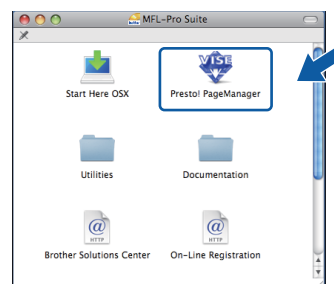 MFL-Pro Suite
VISE
Start Here OSX
Presto! PageManager
Utilities
Documentation
@
HTTP
@
HTTP
Brother Solutions Center
On-Line Registration